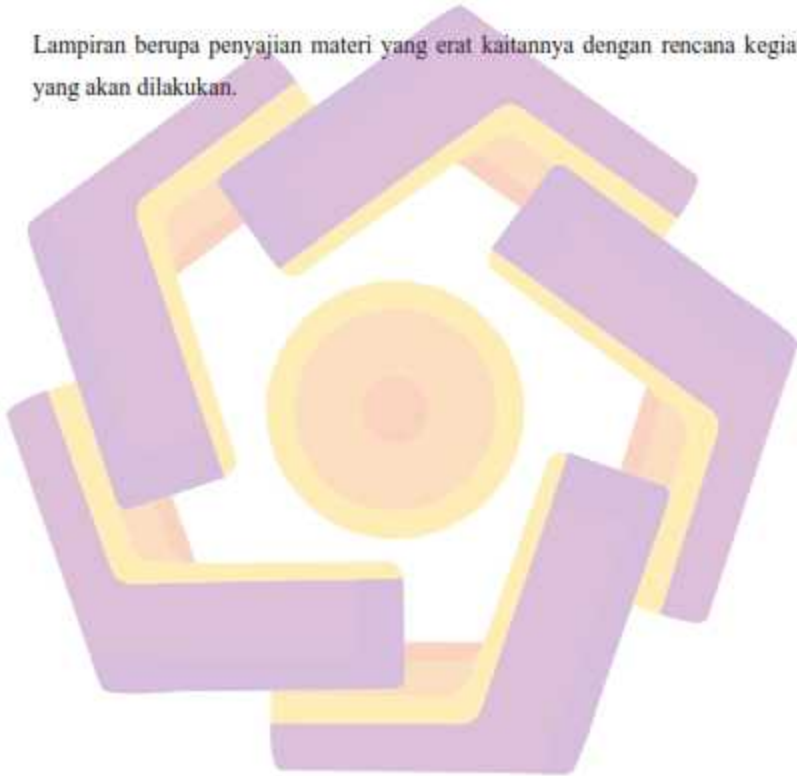 Lampiran berupa penyajian materi yang erat kaitannya dengan rencana kegia
yang akan dilakukan.